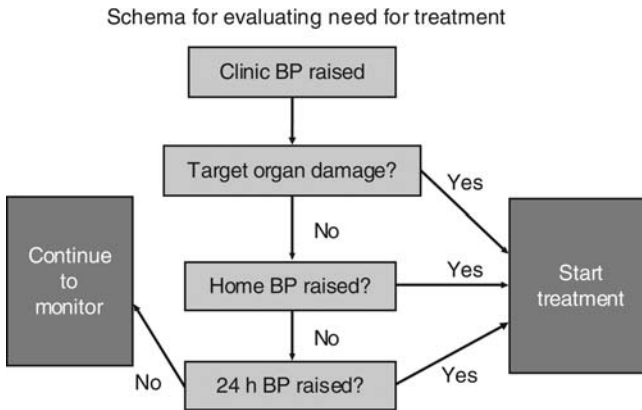 Schema for evaluating need for treatment
Clinic BP raised
Target organ damage?
Yes
No
Continue
to
monitor
Home BP raised?
Yes
Start
treatment
No
24 h BP raised?
No
Yes